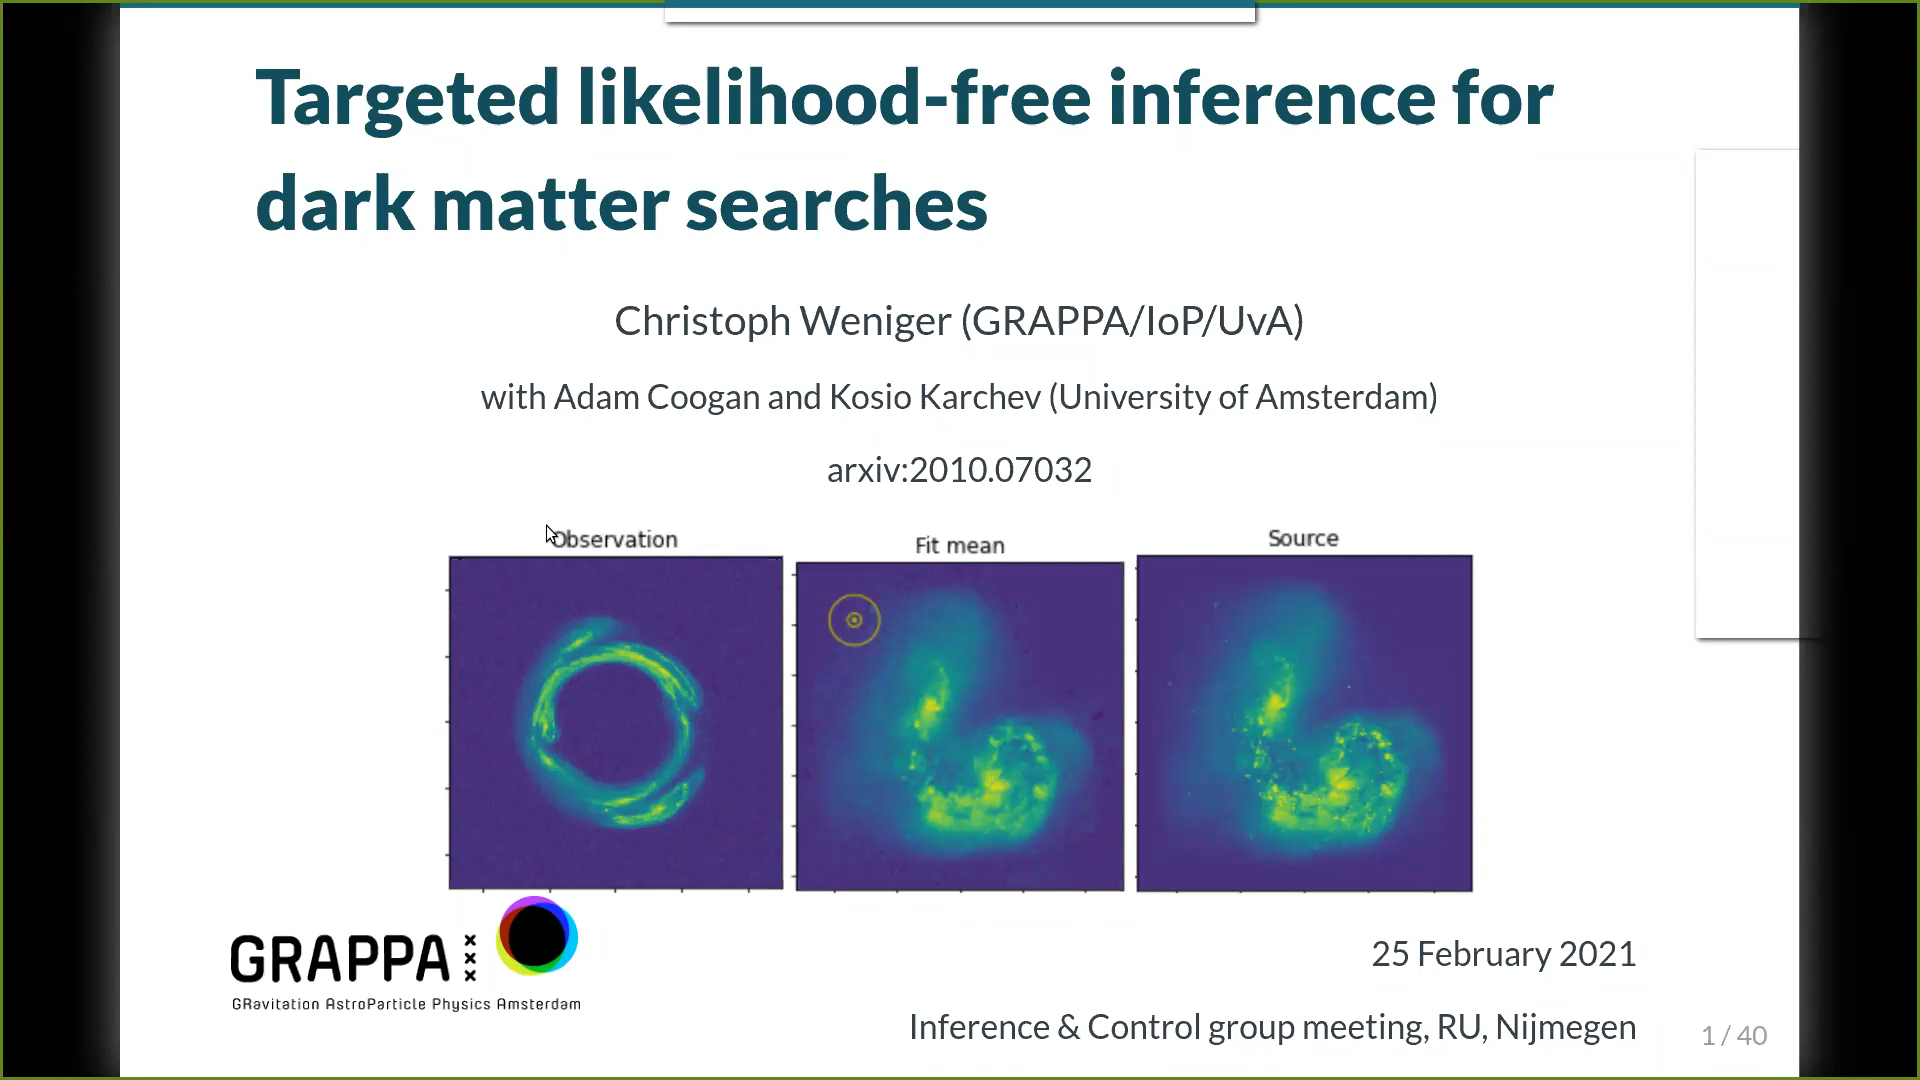 Targeted likelihood-free inference for
dark matter searches
Christoph Weniger (GRAPPA/IoP/UvA)
with Adam Coogan and Kosio Karchev (University of Amsterdam)
arxiv:2010.07032
Observation
Fit mean
Source
GRAPPA
GRavitation AstroParticle Physics Amsterdam
25 February 2021
Inference & Control group meeting, RU, Nijmegen
1 / 40